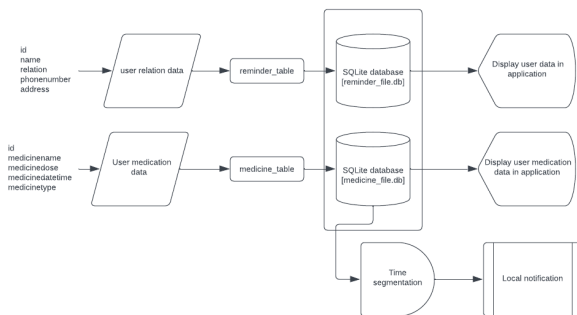 id
name
relation
phonenumber
address
user relation data
reminder_table
SQLite database
[reminder_file.db]
Display user data in
application
id
medicinename
medicinedose
medicinedatetime
medicinetype
User medication
data
medicine_table
SQLite database
[medicine_file.db]
Display user medication
data in application
Time
segmentation
Local notification